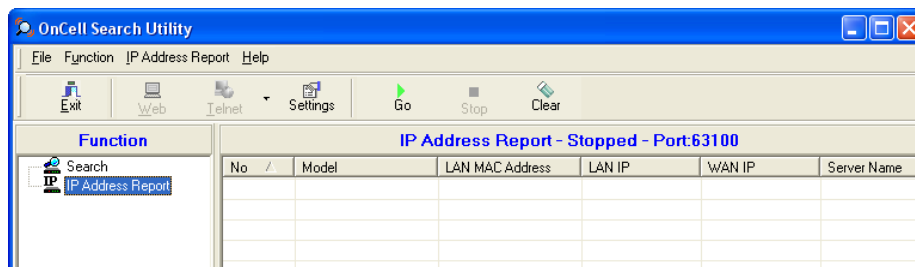 OnCell Search Utility
File Function IP Address Report Help
Exit Web Telnet Settings Go Stop Clear
Function
IP Address Report - Stopped - Port:63100
Search
IP Address Report
No Model LAN MAC Address LAN IP WAN IP Server Name